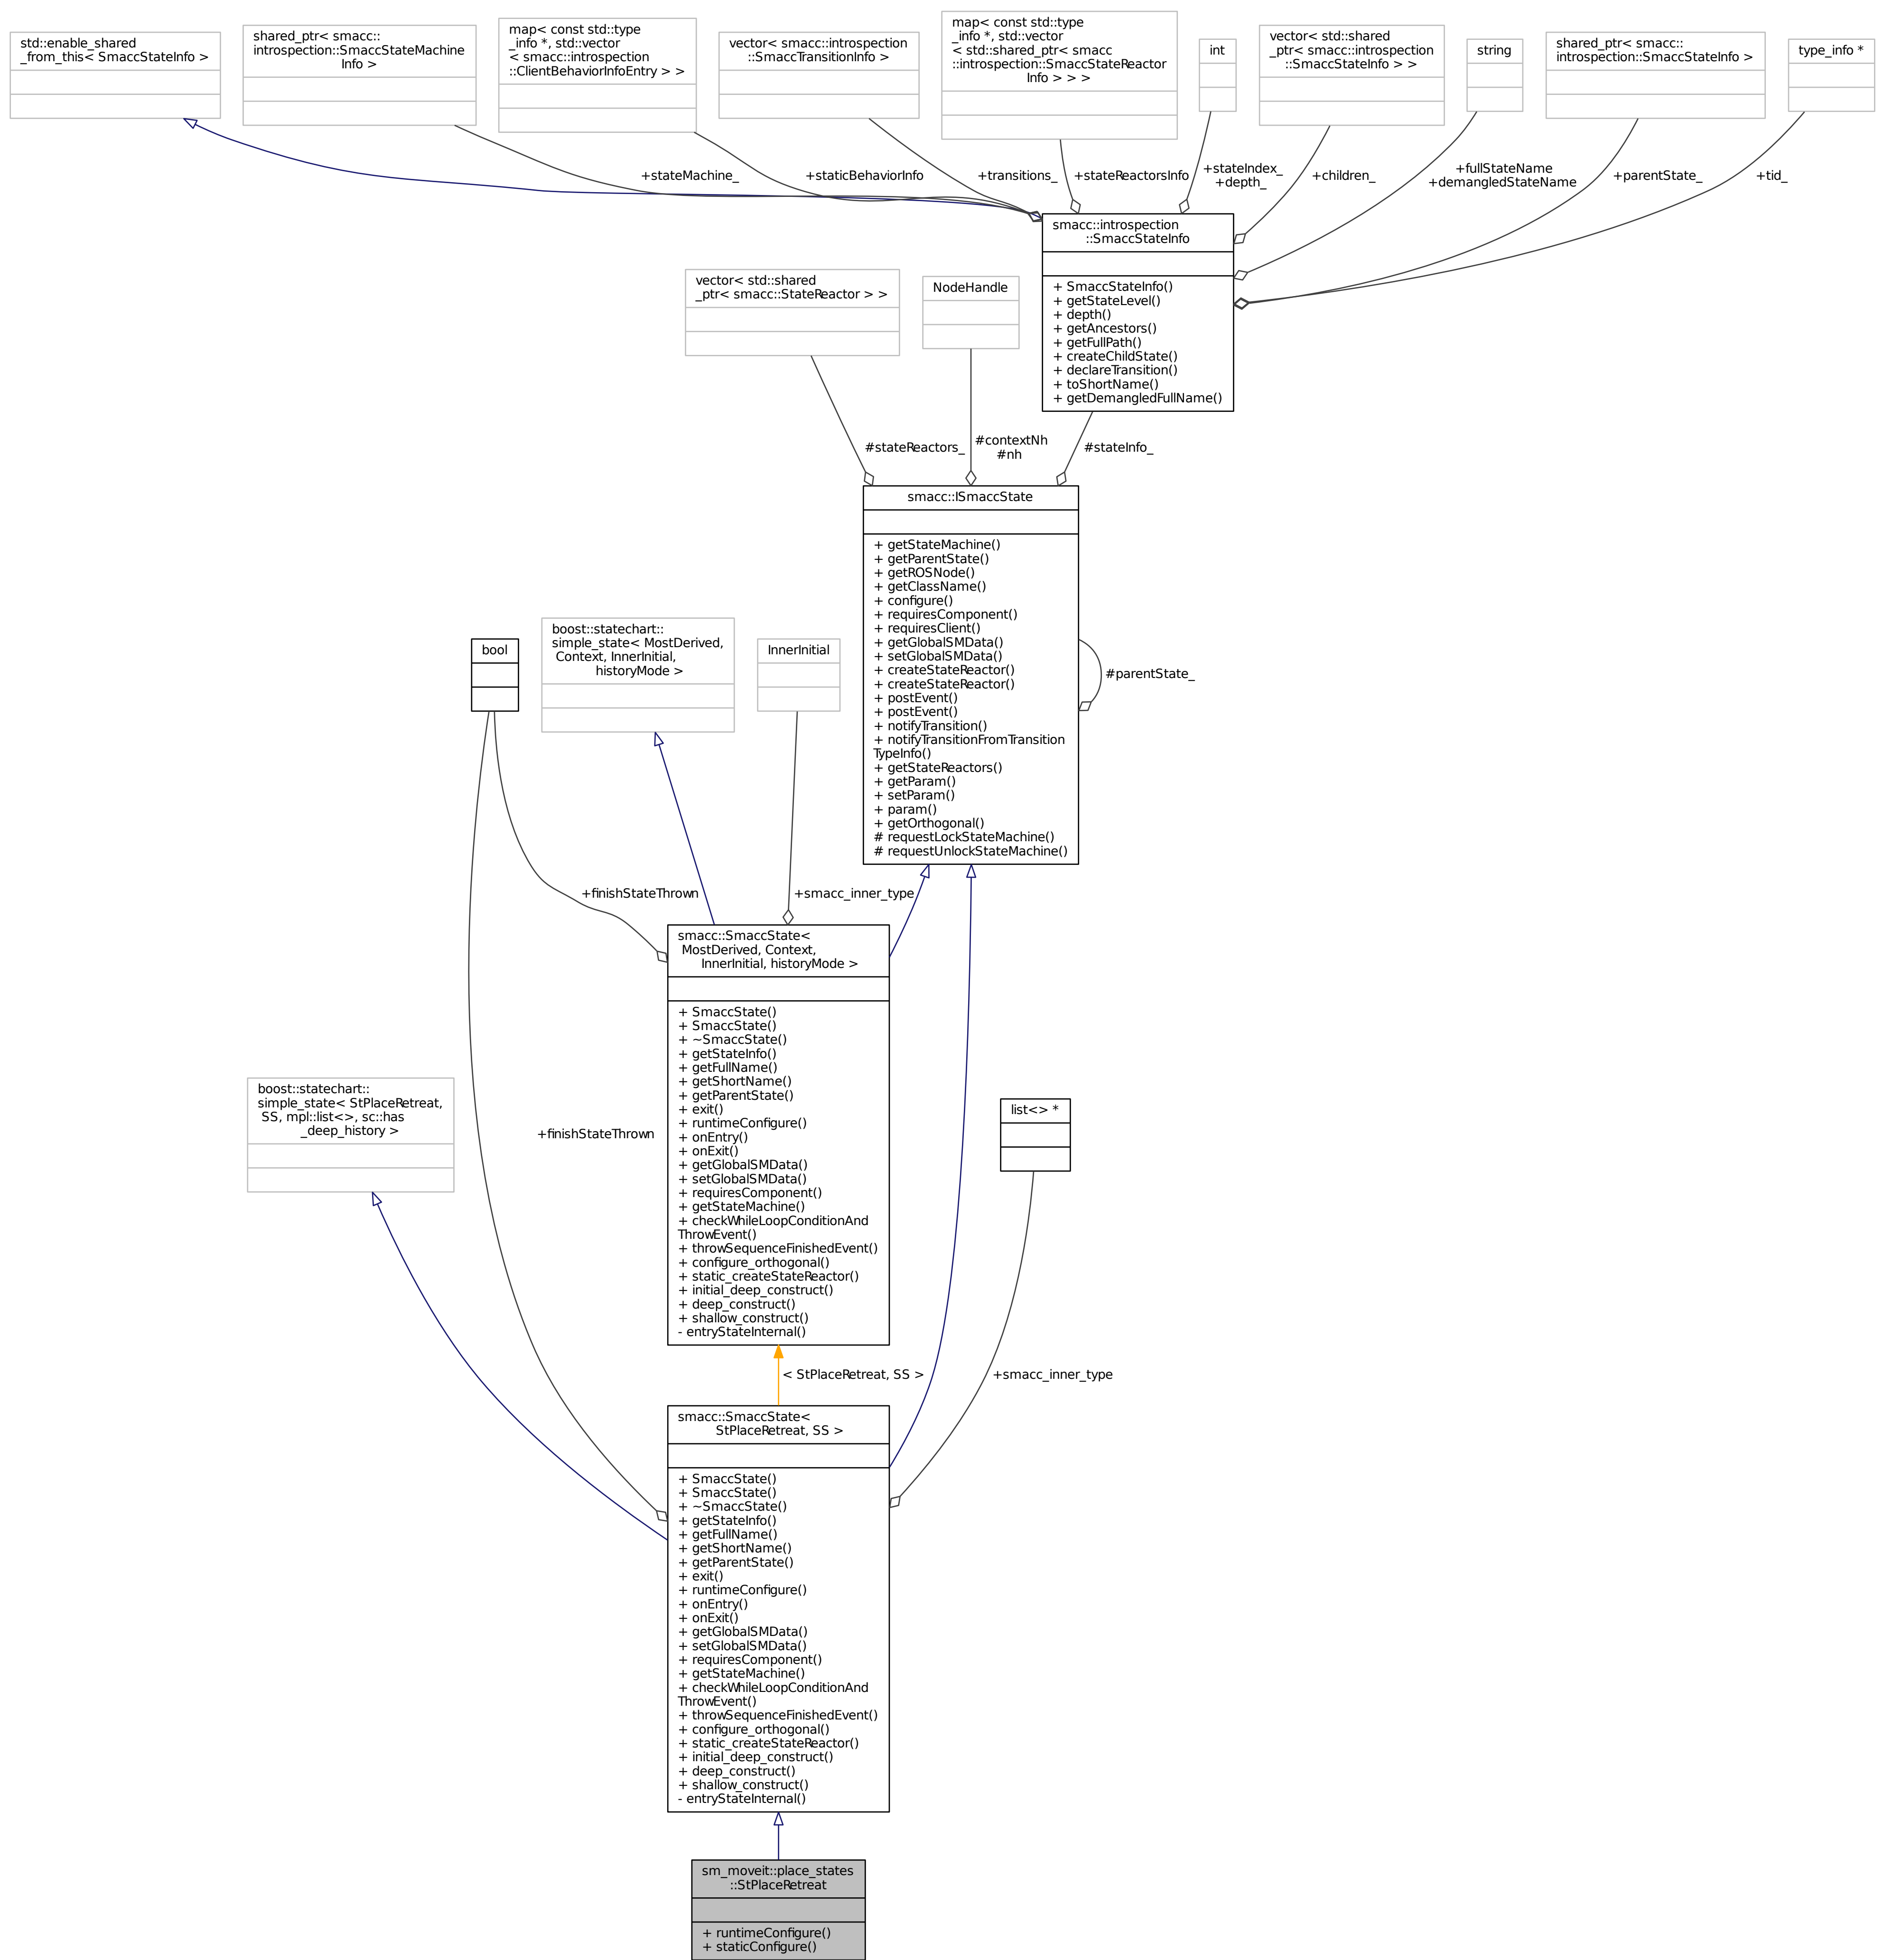 std::enable_shared
_from_this< SmaccStateInfo >
shared_ptr< smacc::
introspection::SmaccStateMachine
Info >
map< const std::type
_info *, std::vector
< smacc::introspection
::ClientBehaviorInfoEntry > >
vector< smacc::introspection
::SmaccTransitionInfo >
map< const std::type
_info *, std::vector
< std::shared_ptr< smacc
::introspection::SmaccStateReactor
Info > > >
int
vector< std::shared
_ptr< smacc::introspection
::SmaccStateInfo > >
string
shared_ptr< smacc::
introspection::SmaccStateInfo >
type_info *
+stateMachine_
+staticBehaviorInfo
+transitions_
+stateReactorsInfo
+stateIndex_
+depth_
+children_
+fullStateName
+demangledStateName
+parentState_
+tid_
smacc::introspection
::SmaccStateInfo
+ SmaccStateInfo()
+ getStateLevel()
+ depth()
+ getAncestors()
+ getFullPath()
+ createChildState()
+ declareTransition()
+ toShortName()
+ getDemangledFullName()
vector< std::shared
_ptr< smacc::StateReactor > >
NodeHandle
#stateReactors_
#contextNh
#nh
#stateInfo_
smacc::ISmaccState
+ getStateMachine()
+ getParentState()
+ getROSNode()
+ getClassName()
+ configure()
+ requiresComponent()
+ requiresClient()
+ getGlobalSMData()
+ setGlobalSMData()
+ createStateReactor()
+ createStateReactor()
+ postEvent()
+ postEvent()
+ notifyTransition()
+ notifyTransitionFromTransition
TypeInfo()
+ getStateReactors()
+ getParam()
+ setParam()
+ param()
+ getOrthogonal()
# requestLockStateMachine()
# requestUnlockStateMachine()
#parentState_
bool
boost::statechart::
simple_state< MostDerived,
Context, InnerInitial,
historyMode >
InnerInitial
+finishStateThrown
+smacc_inner_type
smacc::SmaccState<
MostDerived, Context,
InnerInitial, historyMode >
+ SmaccState()
+ SmaccState()
+ ~SmaccState()
+ getStateInfo()
+ getFullName()
+ getShortName()
+ getParentState()
+ exit()
+ runtimeConfigure()
+ onEntry()
+ onExit()
+ getGlobalSMData()
+ setGlobalSMData()
+ requiresComponent()
+ getStateMachine()
+ checkWhileLoopConditionAnd
ThrowEvent()
+ throwSequenceFinishedEvent()
+ configure_orthogonal()
+ static_createStateReactor()
+ initial_deep_construct()
+ deep_construct()
+ shallow_construct()
- entryStateInternal()
boost::statechart::
simple_state< StPlaceRetreat,
SS, mpl::list<>, sc::has
_deep_history >
+finishStateThrown
list<> *
< StPlaceRetreat, SS >
+smacc_inner_type
smacc::SmaccState<
StPlaceRetreat, SS >
+ SmaccState()
+ SmaccState()
+ ~SmaccState()
+ getStateInfo()
+ getFullName()
+ getShortName()
+ getParentState()
+ exit()
+ runtimeConfigure()
+ onEntry()
+ onExit()
+ getGlobalSMData()
+ setGlobalSMData()
+ requiresComponent()
+ getStateMachine()
+ checkWhileLoopConditionAnd
ThrowEvent()
+ throwSequenceFinishedEvent()
+ configure_orthogonal()
+ static_createStateReactor()
+ initial_deep_construct()
+ deep_construct()
+ shallow_construct()
- entryStateInternal()
sm_moveit::place_states
::StPlaceRetreat
+ runtimeConfigure()
+ staticConfigure()